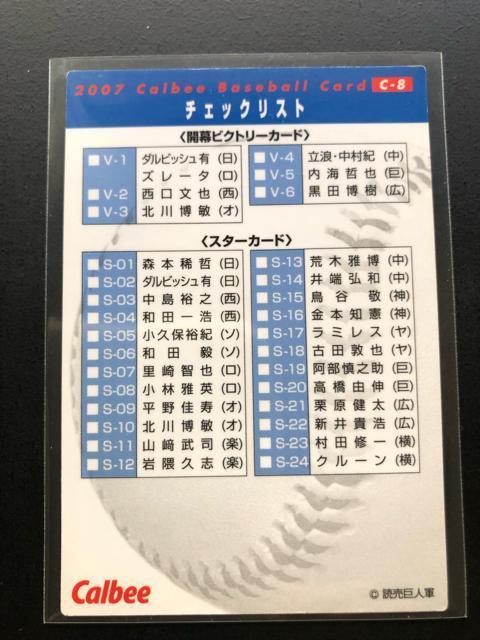 2007 Calbee Baseball Card C-8
チェックリスト
〈開幕ビクトリーカード〉
V-1 ダルビッシュ有 (日)
ズレータ (ロ)
V-2 西口文也 (西)
V-3 北川博敏 (オ)
V-4 立浪・中村紀 (中)
V-5 内海哲也 (巨)
V-6 黒田博樹 (広)
〈スターカード〉
S-01 森本稀哲 (日)
S-02 ダルビッシュ有 (日)
S-03 中島裕之 (西)
S-04 和田一浩 (西)
S-05 小久保裕紀 (ソ)
S-06 和田毅 (ソ)
S-07 里崎智也 (ロ)
S-08 小林雅英 (ロ)
S-09 平野佳寿 (オ)
S-10 北川博敏 (オ)
S-11 山﨑武司 (楽)
S-12 岩隈久志 (楽)
S-13 荒木雅博 (中)
S-14 井端弘和 (中)
S-15 鳥谷敬 (神)
S-16 金本知憲 (神)
S-17 ラミレス (ヤ)
S-18 古田敦也 (ヤ)
S-19 阿部慎之助 (巨)
S-20 高橋由伸 (巨)
S-21 栗原健太 (広)
S-22 新井貴浩 (広)
S-23 村田修一 (横)
S-24 クルーン (横)
Calbee
© 読売巨人軍